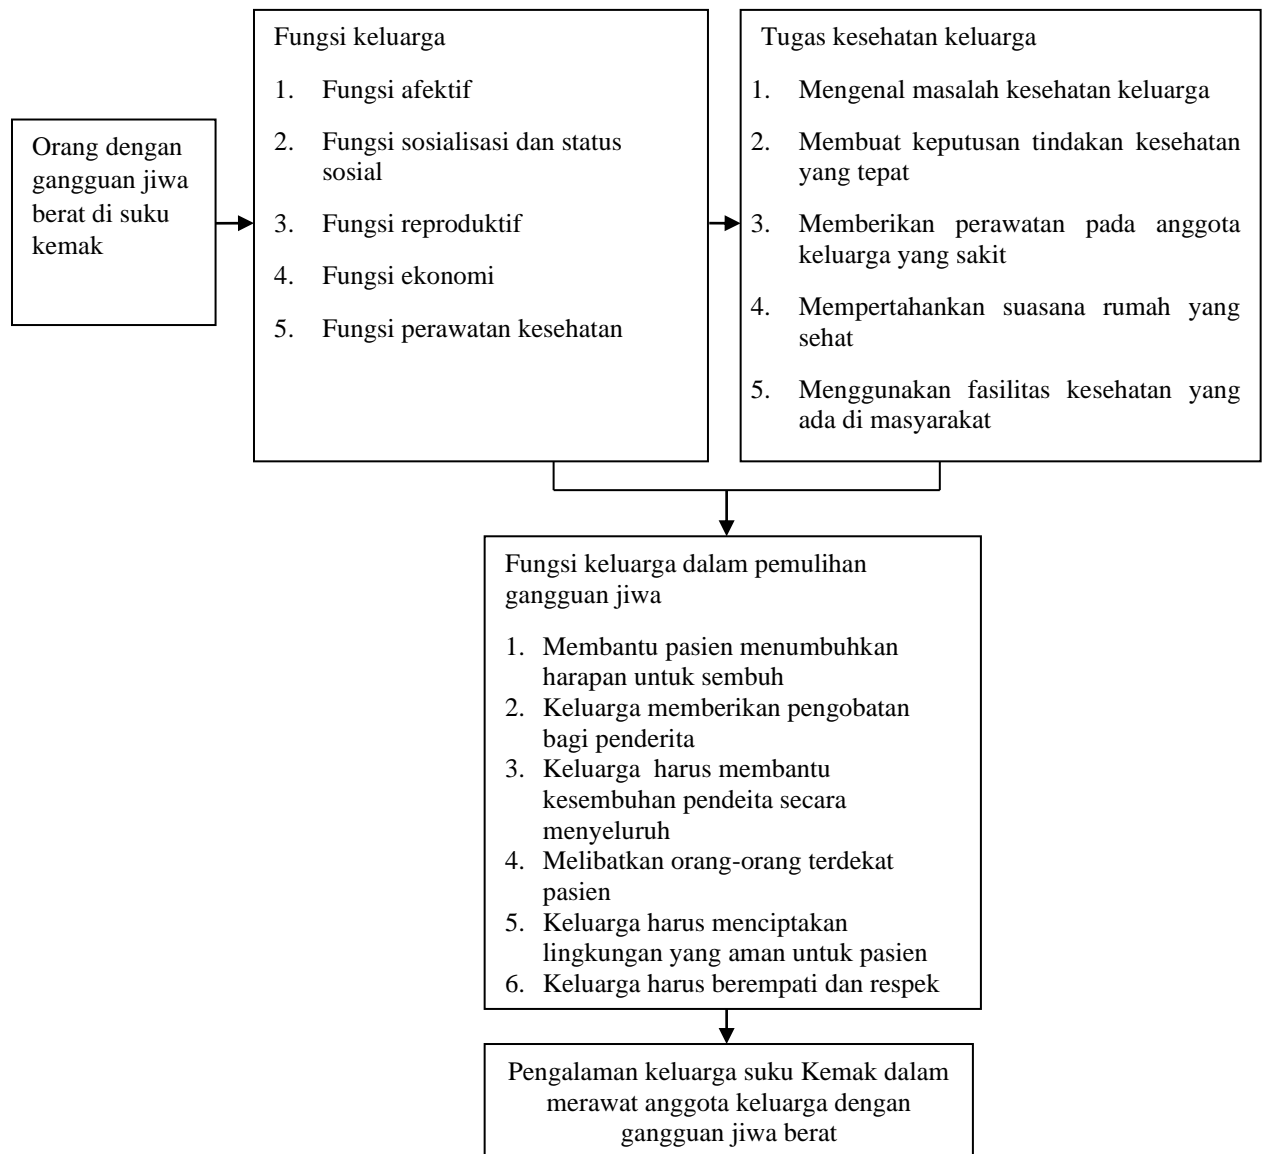 Orang dengan
gangguan jiwa
berat di suku
kemak
Fungsi keluarga
1. Fungsi afektif
2. Fungsi sosialisasi dan status
sosial
3. Fungsi reproduktif
4. Fungsi ekonomi
5. Fungsi perawatan kesehatan
Tugas kesehatan keluarga
1. Mengenal masalah kesehatan keluarga
2. Membuat keputusan tindakan kesehatan
yang tepat
3. Memberikan perawatan pada anggota
keluarga yang sakit
4. Mempertahankan suasana rumah yang
sehat
5. Menggunakan fasilitas kesehatan yang
ada di masyarakat
Fungsi keluarga dalam pemulihan
gangguan jiwa
1. Membantu pasien menumbuhkan
harapan untuk sembuh
2. Keluarga memberikan pengobatan
bagi penderita
3. Keluarga harus membantu
kesembuhan pendeita secara
menyeluruh
4. Melibatkan orang-orang terdekat
pasien
5. Keluarga harus menciptakan
lingkungan yang aman untuk pasien
6. Keluarga harus berempati dan respek
Pengalaman keluarga suku Kemak dalam
merawat anggota keluarga dengan
gangguan jiwa berat